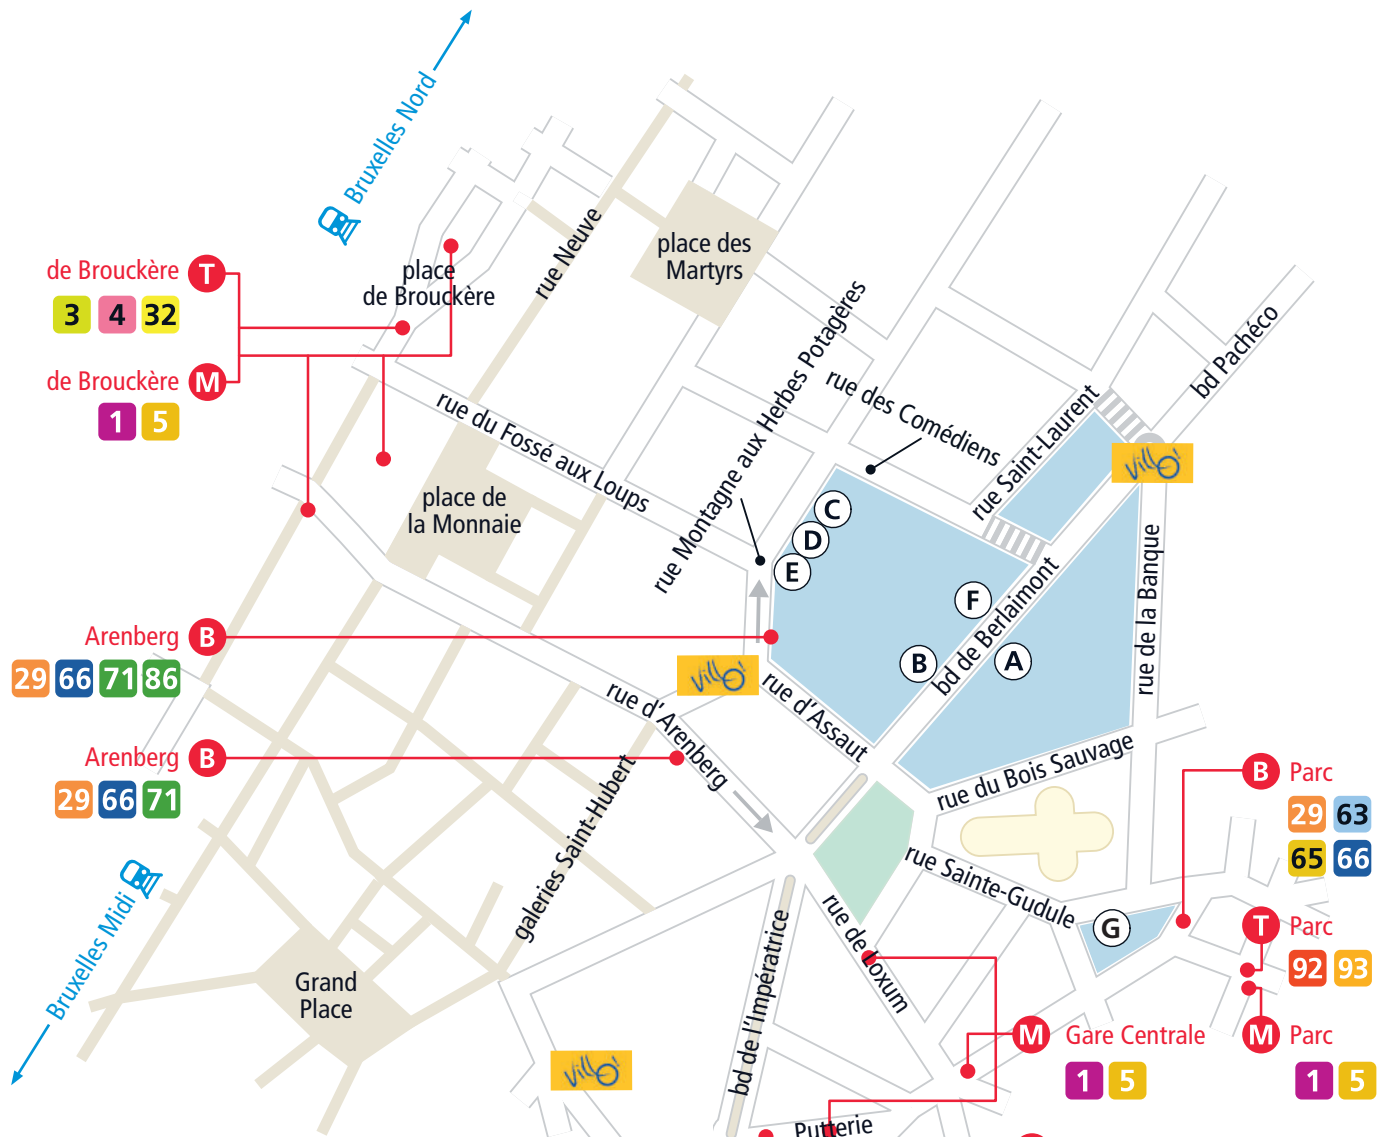 Bruxelles Nord
de Brouckère T
3 4 32
de Brouckère M
1 5
place
de Brouckère
rue Neuve
place des
Martyrs
rue Montagne aux Herbes Potagères
rue des Comédiens
rue Saint-Laurent
bd Pachéco
villo!
rue du Fossé aux Loups
place de
la Monnaie
C
D
E
F
B
A
bd de Berlaimont
rue de la Banque
Arenberg B
29 66 71 86
villo!
rue d'Assaut
rue d'Arenberg
Arenberg B
29 66 71
galeries Saint-Hubert
rue du Bois Sauvage
B Parc
29 63
65 66
rue Sainte-Gudule
G
T Parc
92 93
Bruxelles Midi
Grand
Place
rue de Loxum
bd de l'Impératrice
M Gare Centrale
1 5
M Parc
1 5
villo!
Putterie